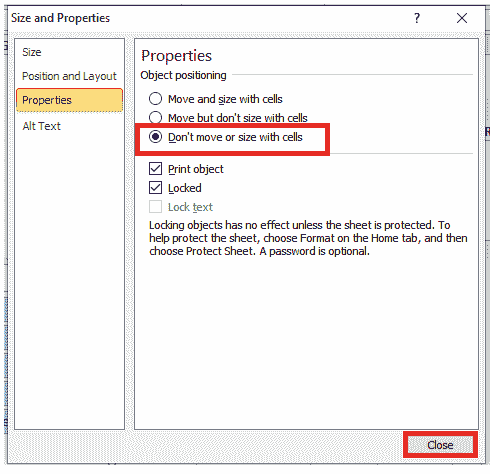 Size and Properties
?
Size
Position and Layout
Properties
Alt Text
Properties
Object positioning
Move and size with cells
Move but don't size with cells
Don't move or size with cells
Print object
Locked
Lock text
Locking objects has no effect unless the sheet is protected. To
help protect the sheet, choose Format on the Home tab, and then
choose Protect Sheet. A password is optional.
Close